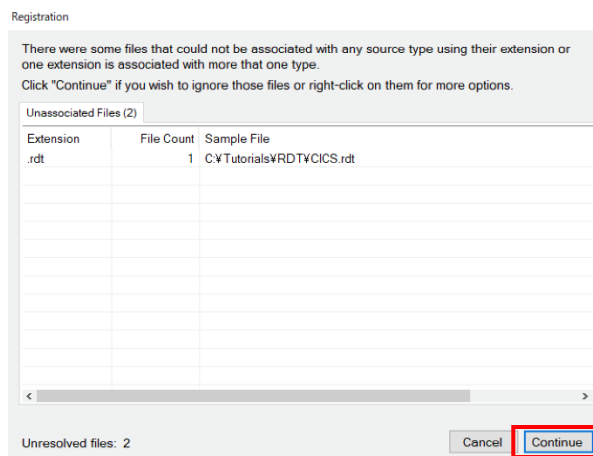 Registration
There were some files that could not be associated with any source type using their extension or
one extension is associated with more that one type.
Click "Continue" if you wish to ignore those files or right-click on them for more options.
Unassociated Files (2)
Extension File Count Sample File
.rdt 1 C:¥Tutorials¥RDT¥CICS.rdt
Unresolved files: 2
Cancel Continue